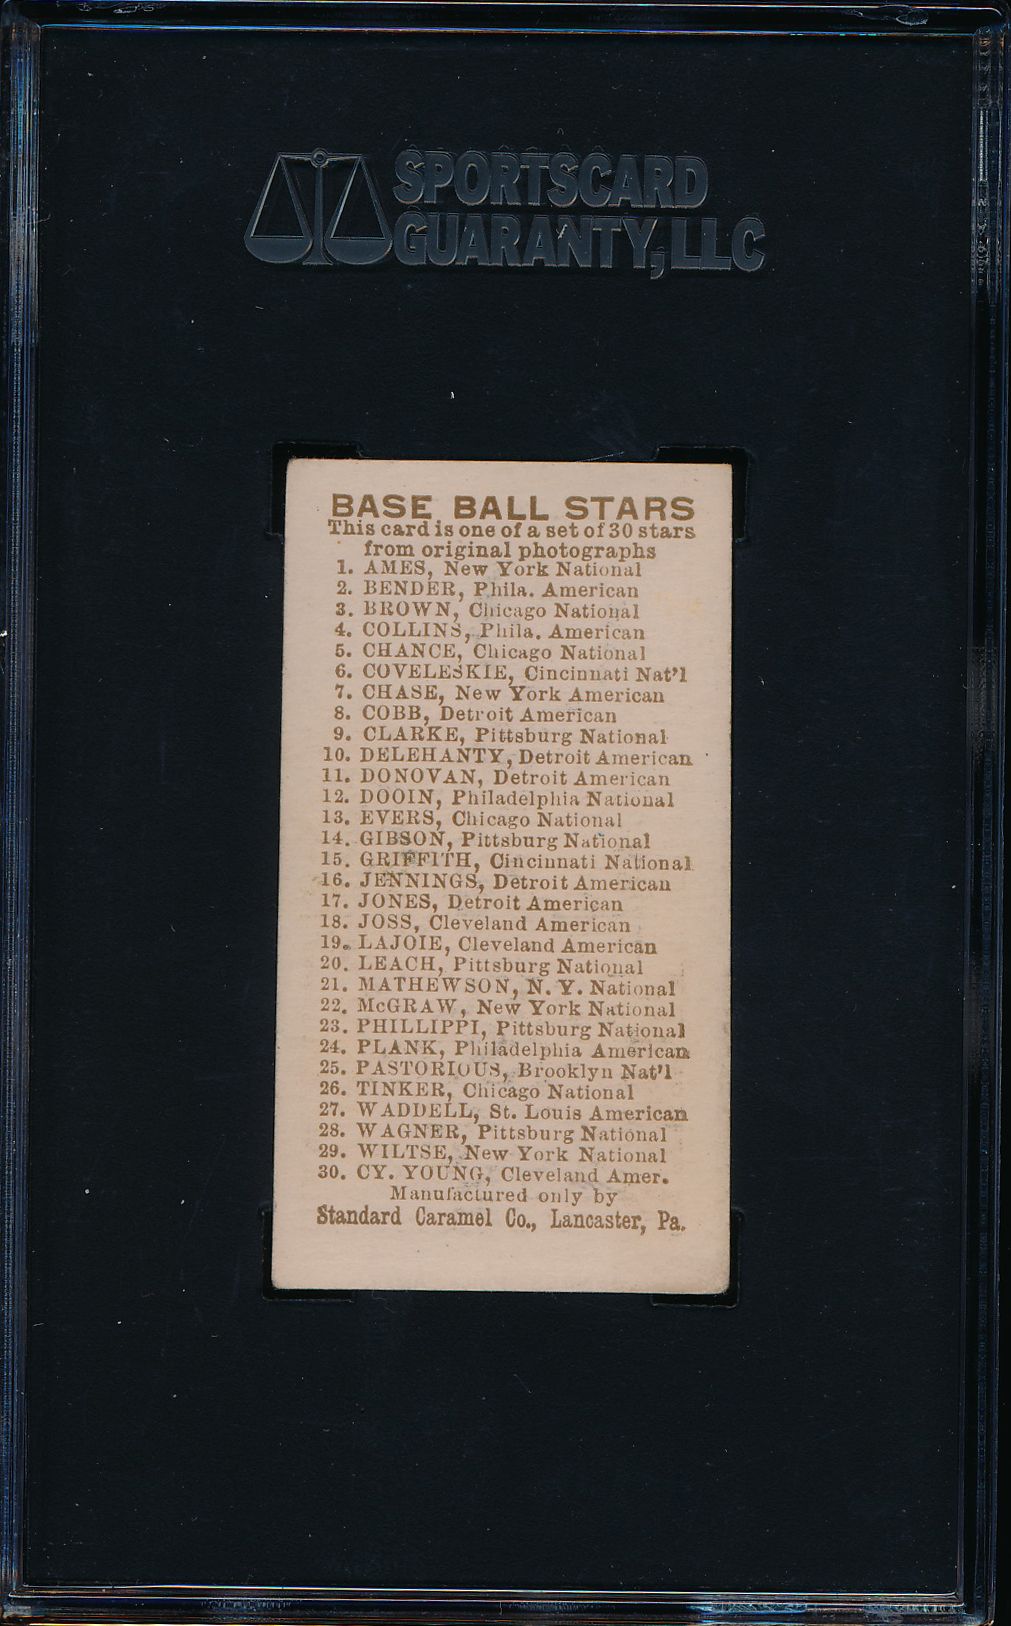 SPORTSCARD
GUARANTY, LLC
BASE BALL STARS
This card is one of a set of 30 stars
from original photographs
1. AMES, New York National
2. BENDER, Phila. American
3. BROWN, Chicago National
4. COLLINS, Phila. American
5. CHANCE, Chicago National
6. COVELESKIE, Cincinnati Nat'l
7. CHASE, New York American
8. COBB, Detroit American
9. CLARKE, Pittsburg National
10. DELEHANTY, Detroit American
11. DONOVAN, Detroit American
12. DOOIN, Philadelphia National
13. EVERS, Chicago National
14. GIBSON, Pittsburg National
15. GRIFFITH, Cincinnati National
16. JENNINGS, Detroit American
17. JONES, Detroit American
18. JOSS, Cleveland American
19. LAJOIE, Cleveland American
20. LEACH, Pittsburg National
21. MATHEWSON, N. Y. National
22. McGRAW, New York National
23. PHILLIPPI, Pittsburg National
24. PLANK, Philadelphia American
25. PASTORIOUS, Brooklyn Nat'l
26. TINKER, Chicago National
27. WADDELL, St. Louis American
28. WAGNER, Pittsburg National
29. WILTSE, New York National
30. CY. YOUNG, Cleveland Amer.
Manufactured only by
Standard Caramel Co., Lancaster, Pa.